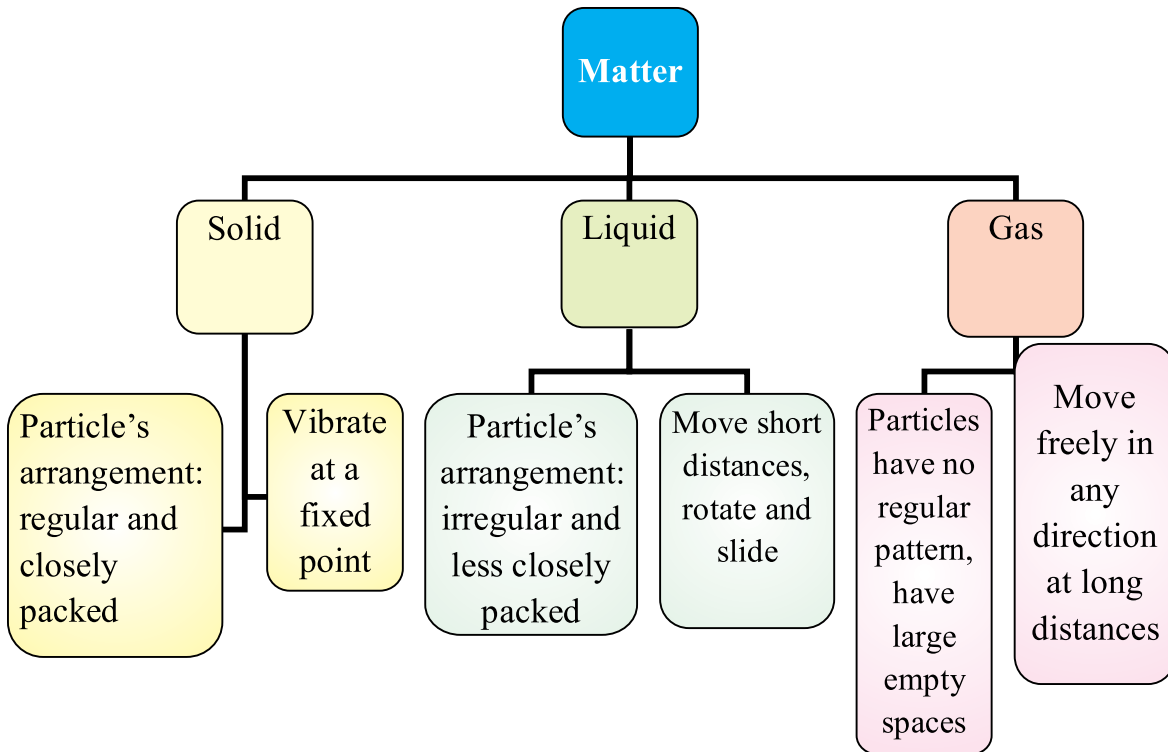 Matter
Solid
Liquid
Gas
Particle’s
arrangement:
regular and
closely
packed
Vibrate
at a
fixed
point
Particle’s
arrangement:
irregular and
less closely
packed
Move short
distances,
rotate and
slide
Particles
have no
regular
pattern,
have
large
empty
spaces
Move
freely in
any
direction
at long
distances